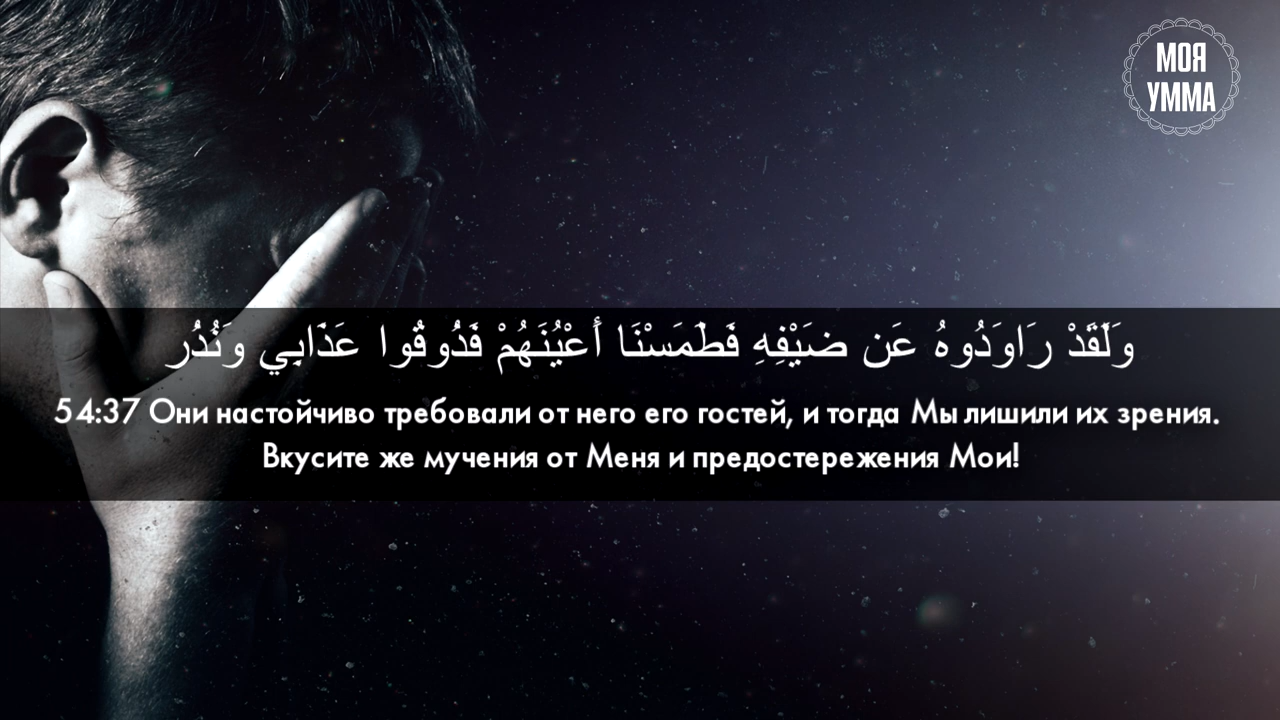 МОЯ
УММА
وَلَقَدْ رَاوَدُوهُ عَن ضَيْفِهِ فَطَمَسْنَا أَعْيُنَهُمْ فَذُوقُوا عَذَابِي وَنُذُرِ
54:37 Они настойчиво требовали от него его гостей, и тогда Мы лишили их зрения.
Вкусите же мучения от Меня и предостережения Мои!